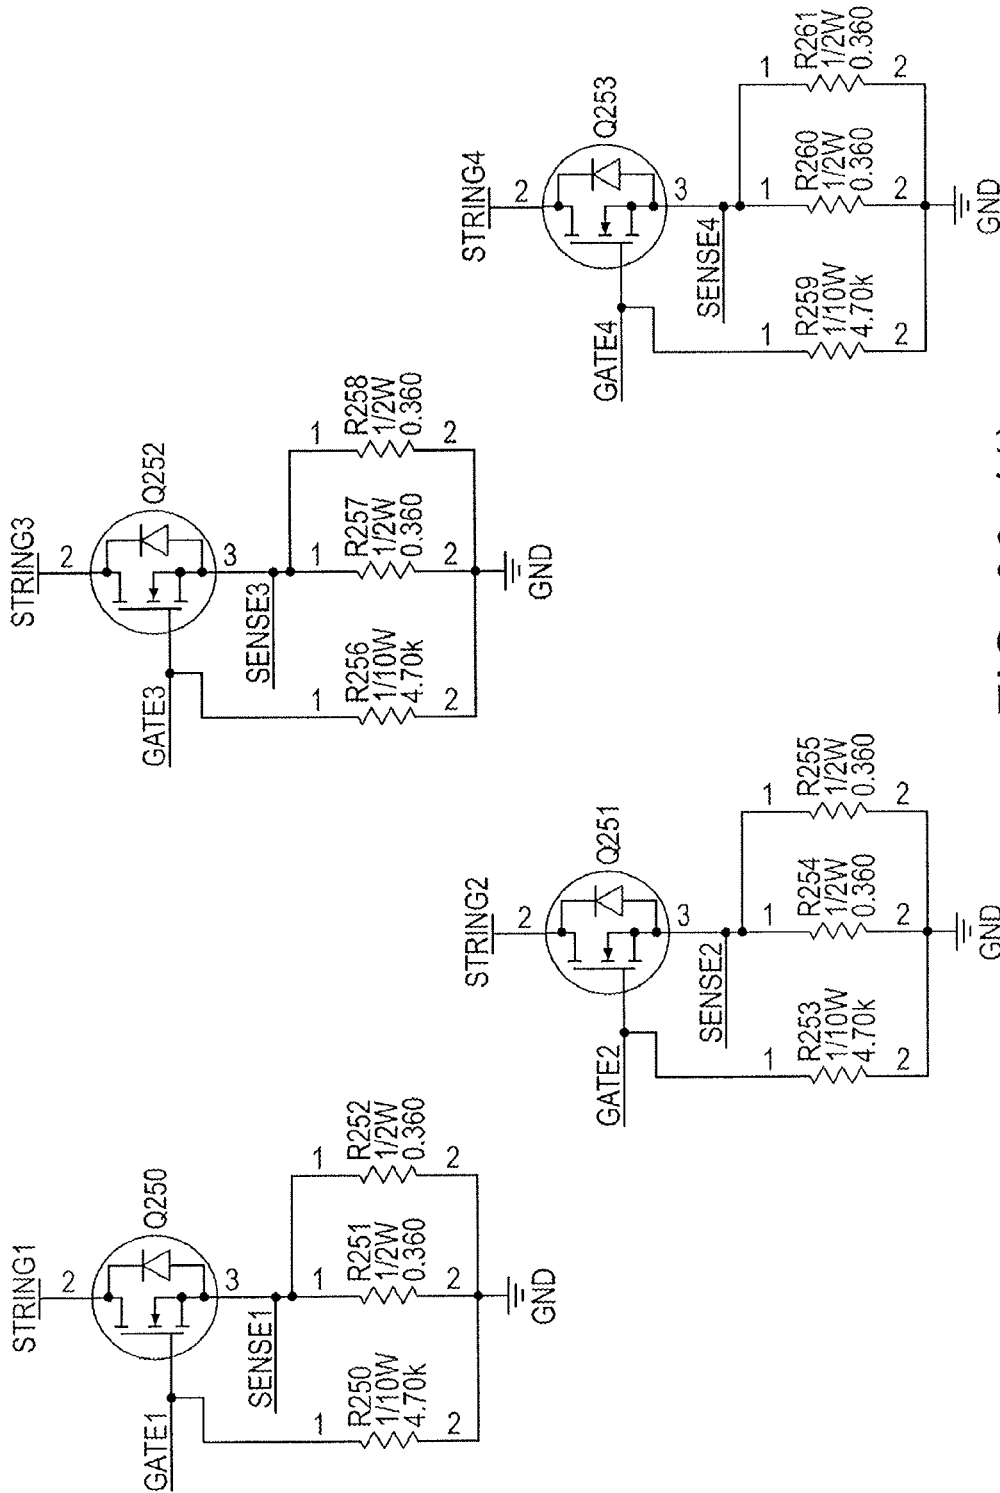 STRING1
2
Q250
GATE1
3
SENSE1
1
1
1
R250
1/10W
4.70k
R251
1/2W
0.360
R252
1/2W
0.360
2
2
2
GND
STRING2
2
Q251
GATE2
3
SENSE2
1
1
1
R253
1/10W
4.70k
R254
1/2W
0.360
R255
1/2W
0.360
2
2
2
GND
STRING3
2
Q252
GATE3
3
SENSE3
1
1
1
R256
1/10W
4.70k
R257
1/2W
0.360
R258
1/2W
0.360
2
2
2
GND
STRING4
2
Q253
GATE4
3
SENSE4
1
1
1
R259
1/10W
4.70k
R260
1/2W
0.360
R261
1/2W
0.360
2
2
2
GND